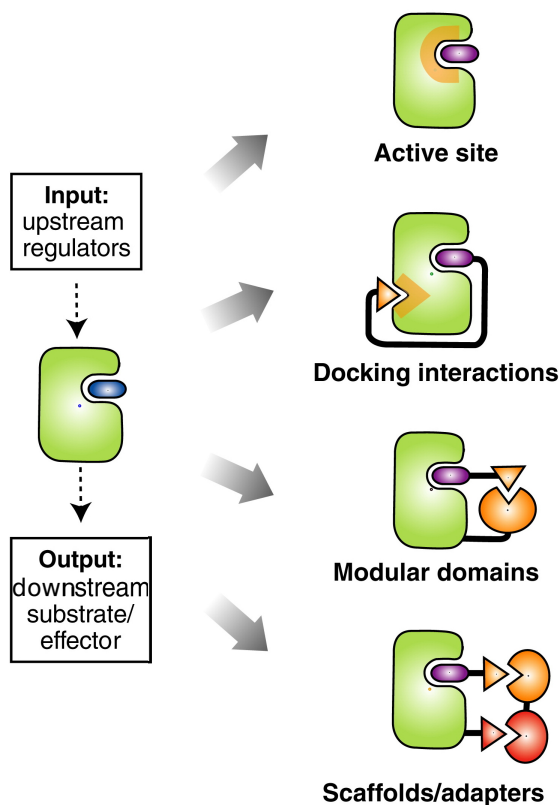 Active site
Input:
upstream
regulators
Docking interactions
Modular domains
Output:
downstream
substrate/
effector
Scaffolds/adapters